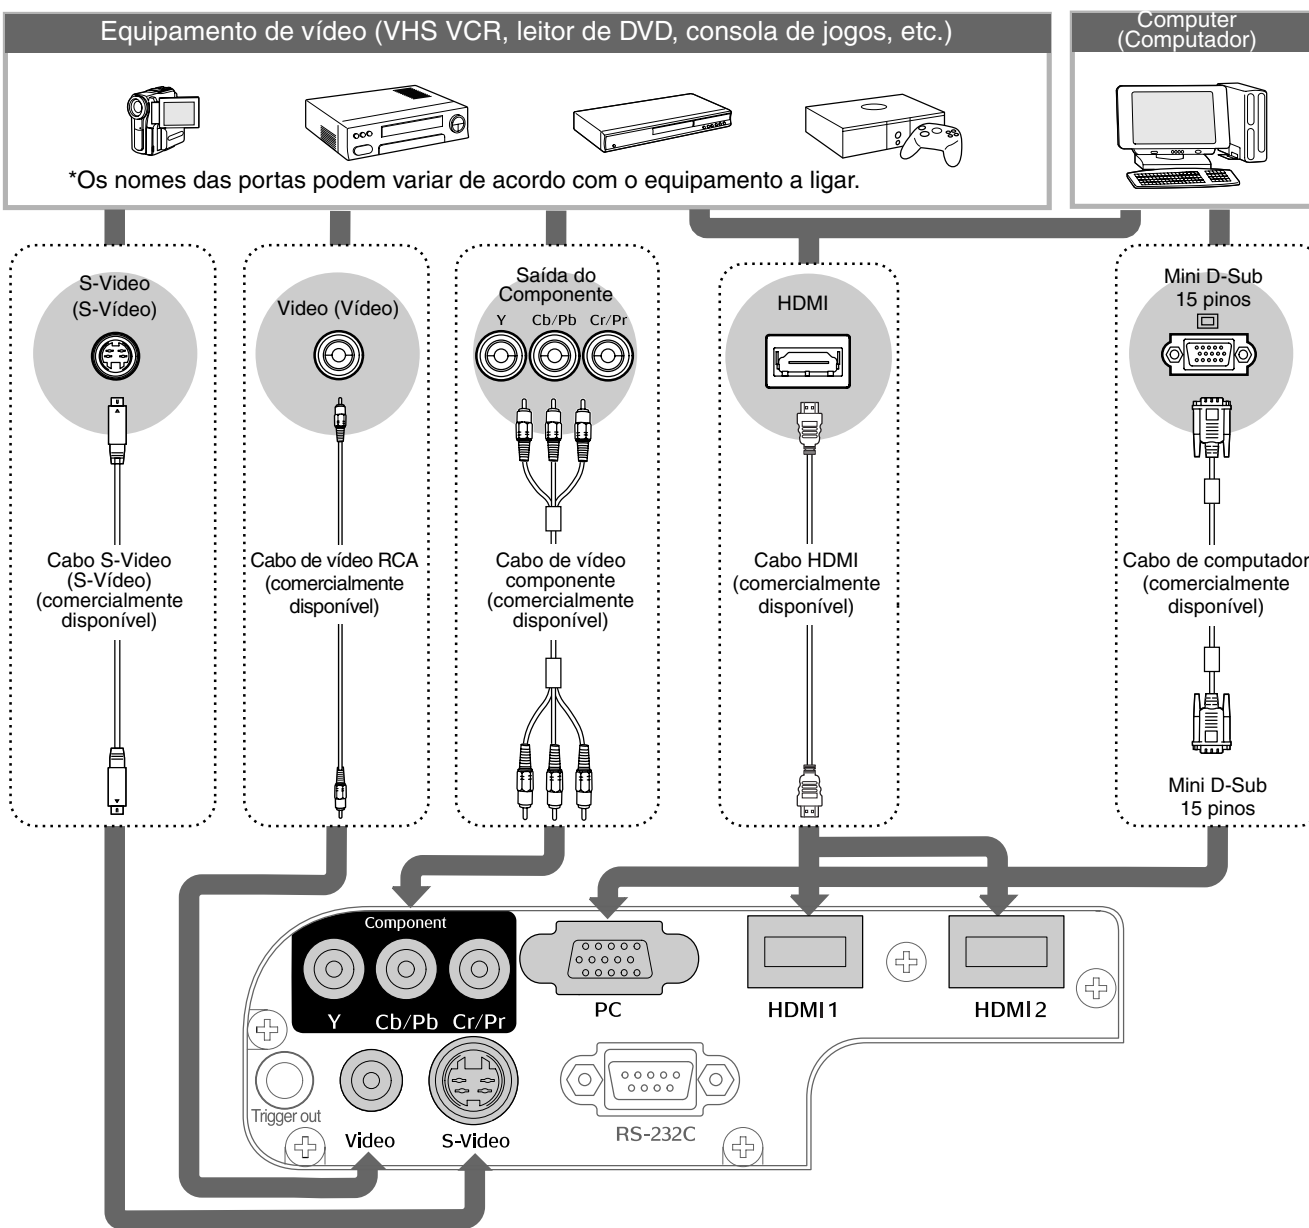 Equipamento de vídeo (VHS VCR, leitor de DVD, consola de jogos, etc.)
Computer
(Computador)
*Os nomes das portas podem variar de acordo com o equipamento a ligar.
S-Video
(S-Vídeo)
Video (Vídeo)
Saída do
Componente
Y Cb/Pb Cr/Pr
HDMI
Mini D-Sub
15 pinos
Cabo S-Video
(S-Vídeo)
(comercialmente
disponível)
Cabo de vídeo RCA
(comercialmente
disponível)
Cabo de vídeo
componente
(comercialmente
disponível)
Cabo HDMI
(comercialmente
disponível)
Cabo de computador
(comercialmente
disponível)
Mini D-Sub
15 pinos
Component
Y Cb/Pb Cr/Pr
PC
HDMI1
HDMI2
Trigger out
Video
S-Video
RS-232C